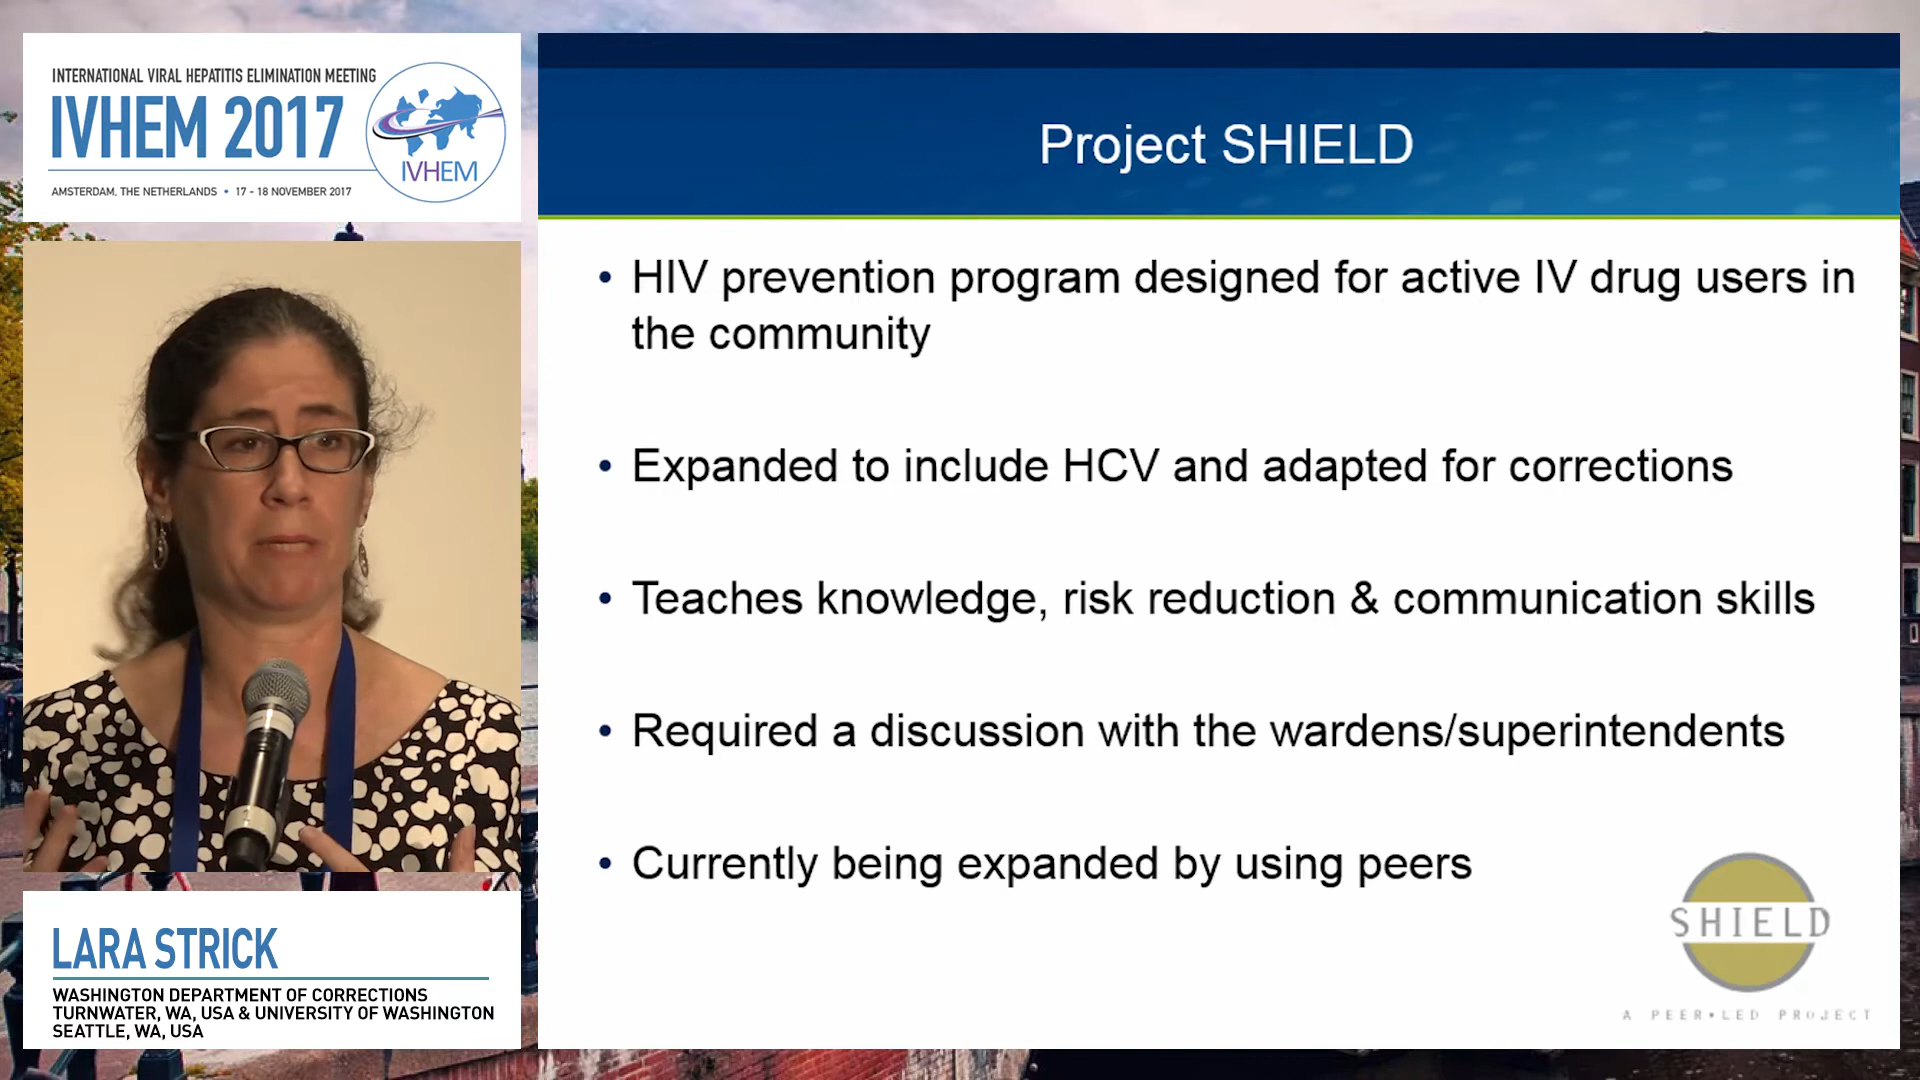 INTERNATIONAL VIRAL HEPATITIS ELIMINATION MEETING
IVHEM 2017
IVHEM
AMSTERDAM, THE NETHERLANDS • 17 - 18 NOVEMBER 2017
LARA STRICK
WASHINGTON DEPARTMENT OF CORRECTIONS
TURNWATER, WA, USA & UNIVERSITY OF WASHINGTON
SEATTLE, WA, USA
Project SHIELD
• HIV prevention program designed for active IV drug users in
the community
• Expanded to include HCV and adapted for corrections
• Teaches knowledge, risk reduction & communication skills
• Required a discussion with the wardens/superintendents
• Currently being expanded by using peers
SHIELD
A PEER•LED PROJECT